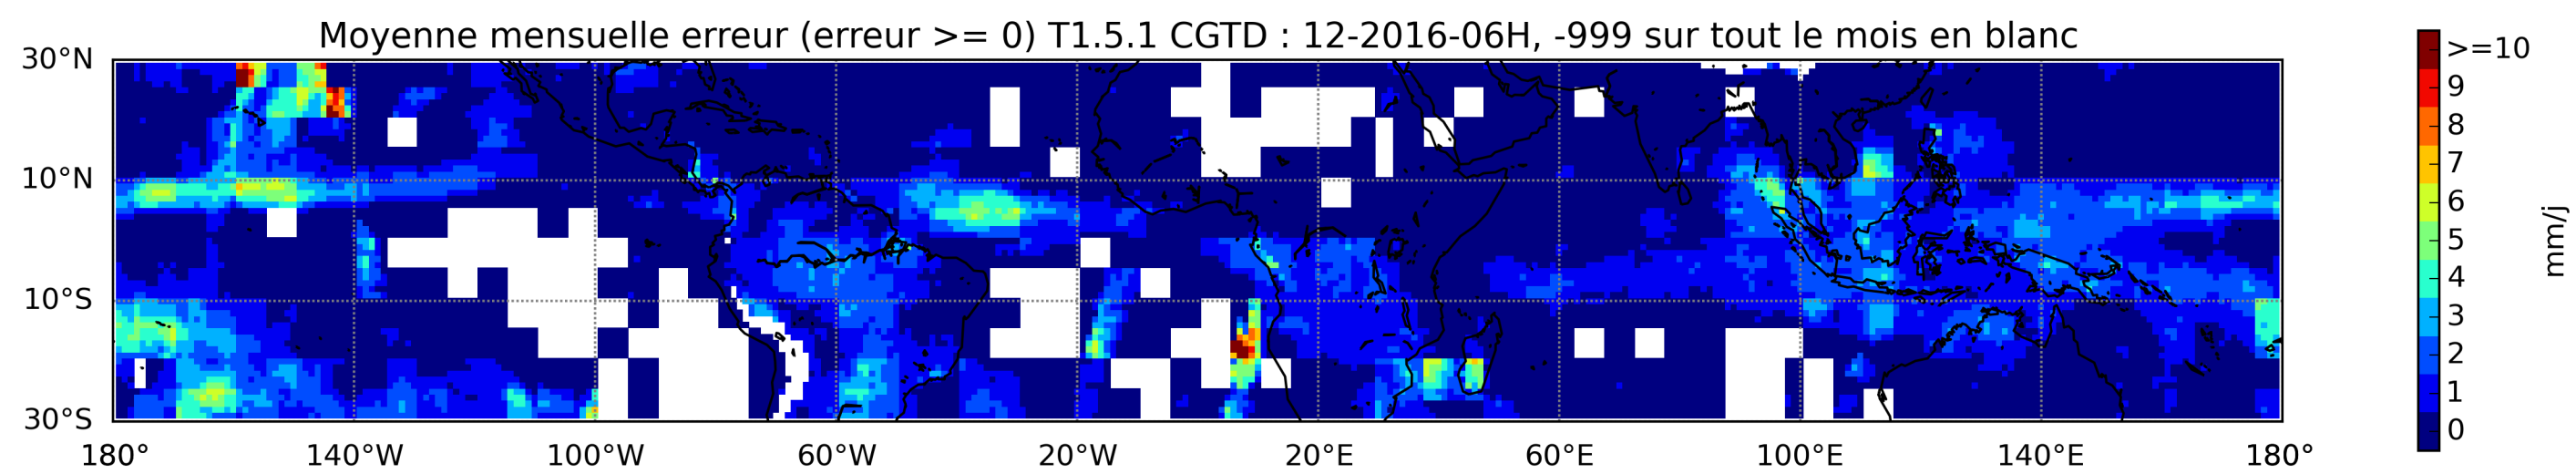 Moyenne mensuelle erreur (erreur >= 0) T1.5.1 CGTD : 12-2016-06H, -999 sur tout le mois en blanc
30°N
10°N
10°S
30°S
180° 140°W 100°W 60°W 20°W 20°E 60°E 100°E 140°E 180°
>=10
9
8
7
6
5
4
3
2
1
0
mm/j